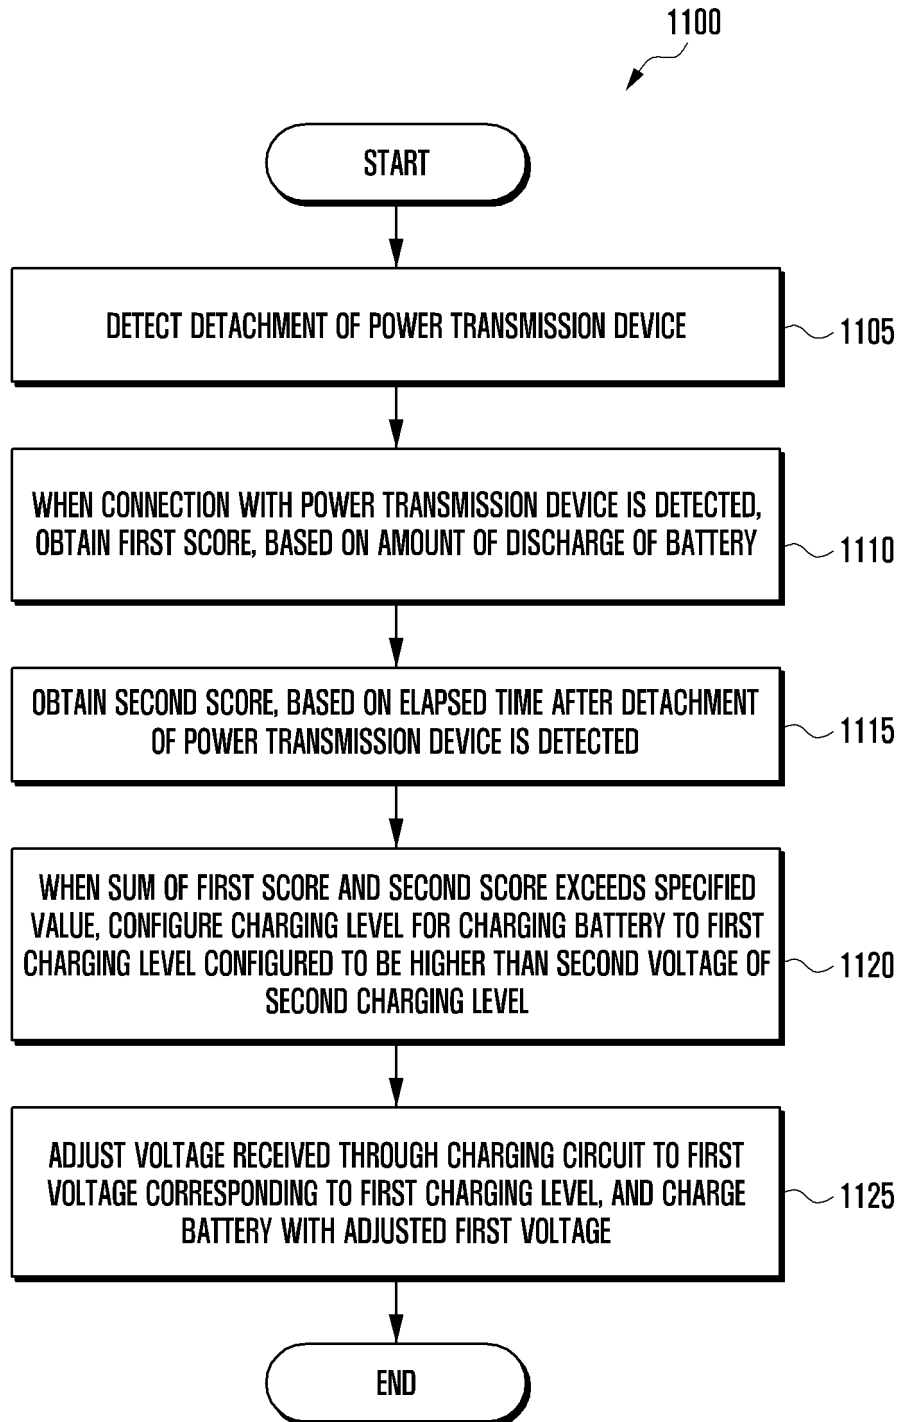 1100
START
DETECT DETACHMENT OF POWER TRANSMISSION DEVICE
1105
WHEN CONNECTION WITH POWER TRANSMISSION DEVICE IS DETECTED,
OBTAIN FIRST SCORE, BASED ON AMOUNT OF DISCHARGE OF BATTERY
1110
OBTAIN SECOND SCORE, BASED ON ELAPSED TIME AFTER DETACHMENT
OF POWER TRANSMISSION DEVICE IS DETECTED
1115
WHEN SUM OF FIRST SCORE AND SECOND SCORE EXCEEDS SPECIFIED
VALUE, CONFIGURE CHARGING LEVEL FOR CHARGING BATTERY TO FIRST
CHARGING LEVEL CONFIGURED TO BE HIGHER THAN SECOND VOLTAGE OF
SECOND CHARGING LEVEL
1120
ADJUST VOLTAGE RECEIVED THROUGH CHARGING CIRCUIT TO FIRST
VOLTAGE CORRESPONDING TO FIRST CHARGING LEVEL, AND CHARGE
BATTERY WITH ADJUSTED FIRST VOLTAGE
1125
END